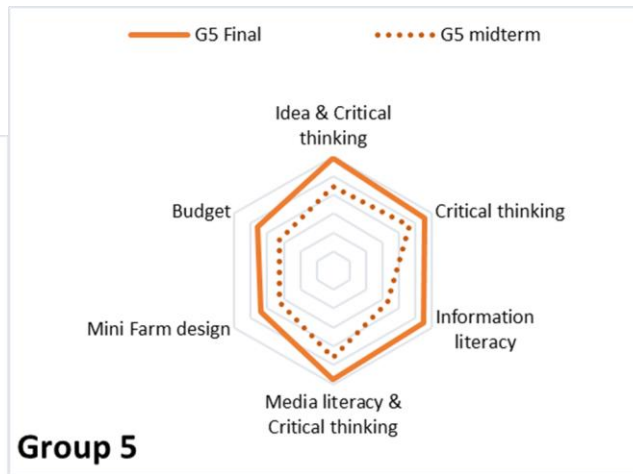 G5 Final
G5 midterm
Idea & Critical
thinking
Budget
Critical thinking
Mini Farm design
Information
literacy
Media literacy &
Critical thinking
Group 5